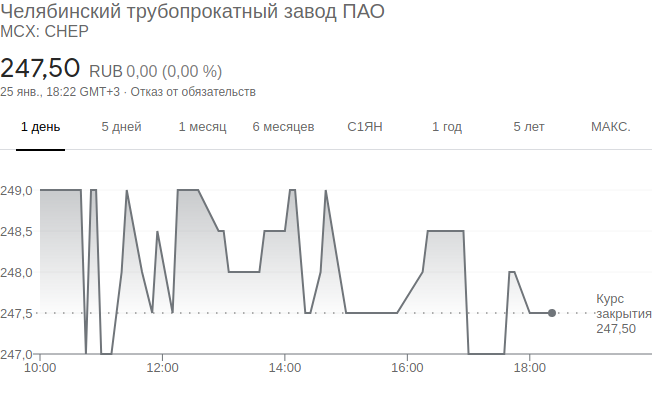 Челябинский трубопрокатный завод ПАО
MCX: CHEP
247,50 RUB 0,00 (0,00 %)
25 янв., 18:22 GMT+3 · Отказ от обязательств
1 день 5 дней 1 месяц 6 месяцев С1ЯН 1 год 5 лет МАКС.
249,0
248,5
248,0
Курс
247,5 закрытия
247,50
247,0
10:00 12:00 14:00 16:00 18:00